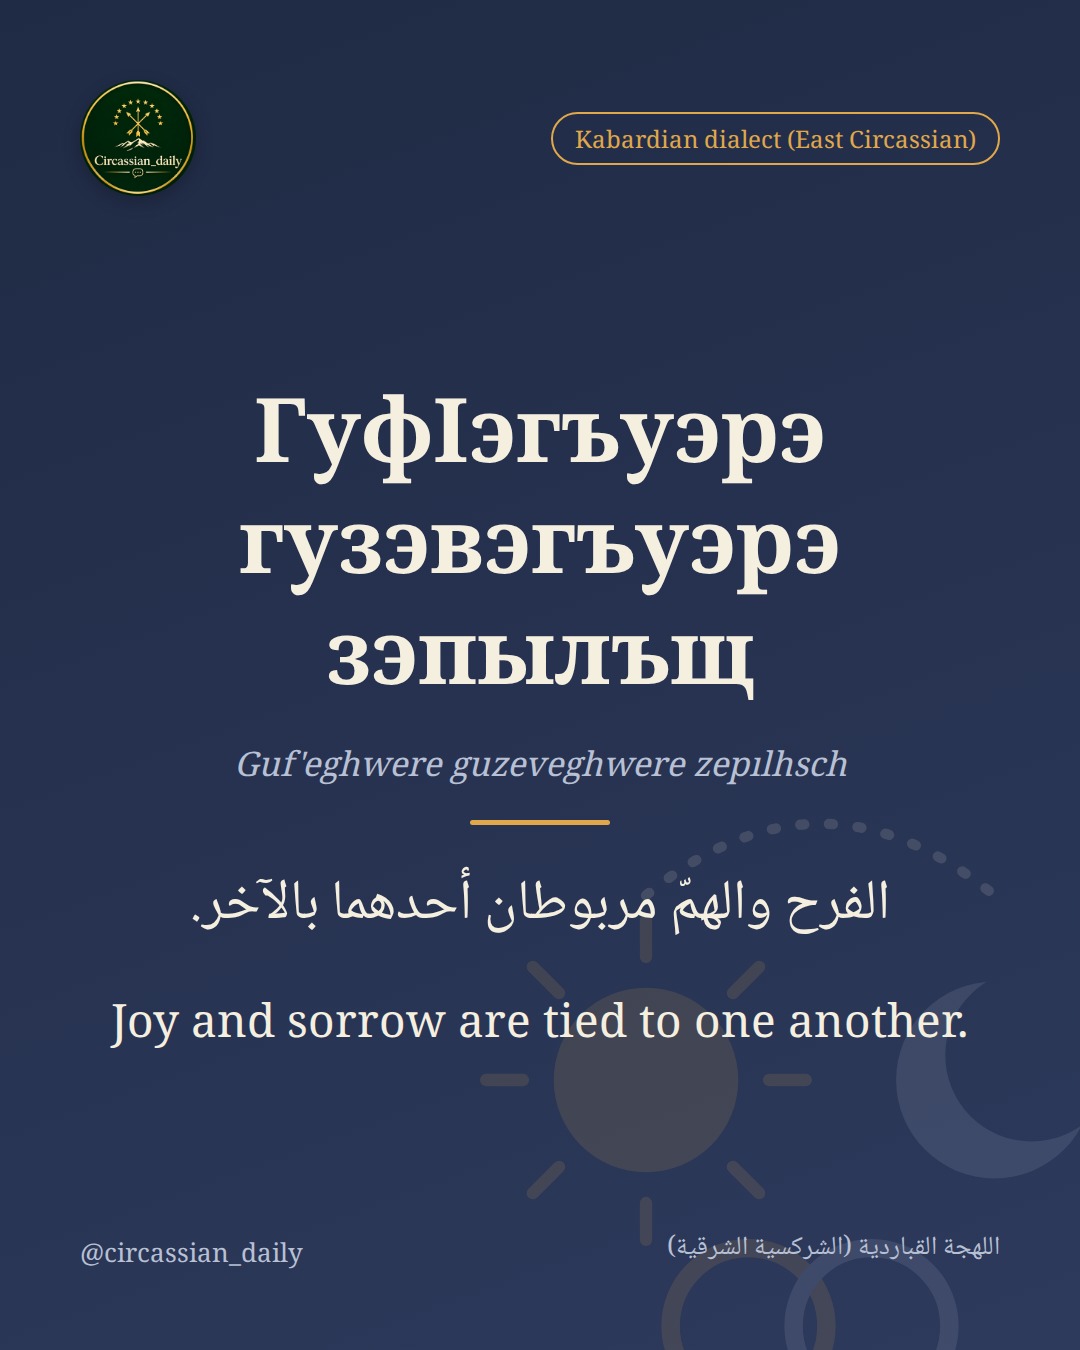 Circassian_daily
Kabardian dialect (East Circassian)
ГуфӀэгъуэрэ
гузэвэгъуэрэ
зэпылъщ
Guf'eghwere guzeveghwere zepılhsch
الفرح والهمّ مربوطان أحدهما بالآخر.
Joy and sorrow are tied to one another.
@circassian_daily
اللهجة القباردية (الشركسية الشرقية)